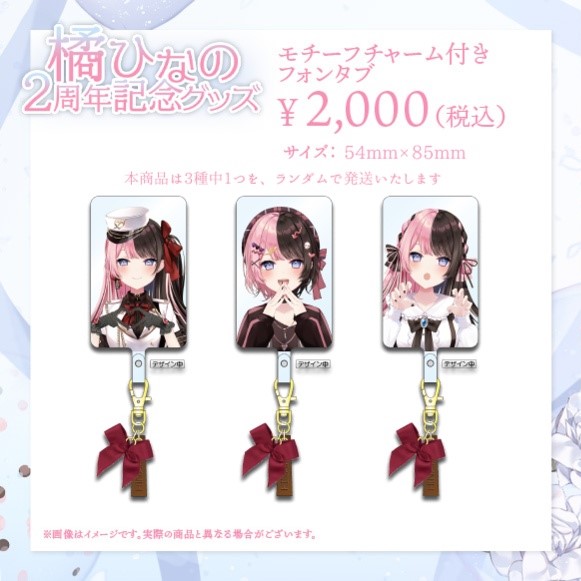 橘ひなの
2周年記念グッズ
モチーフチャーム付き
フォンタブ
¥2,000(税込)
サイズ: 54mm×85mm
本商品は3種中1つを、ランダムで発送いたします
デザイン中
デザイン中
デザイン中
※画像はイメージです。実際の商品と異なる場合がございます。